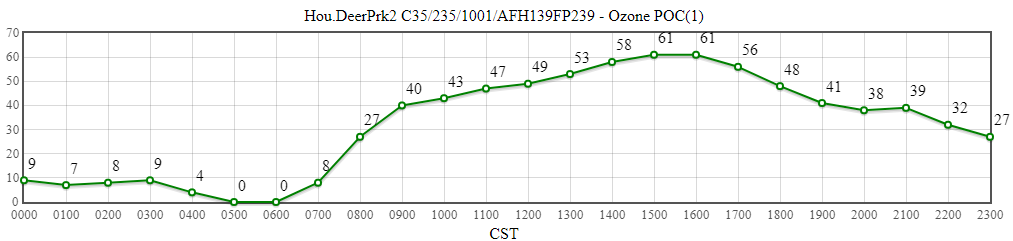 Hou.DeerPrk2 C35/235/1001/AFH139FP239 - Ozone POC(1)
70
60
50
40
30
20
10
0
9 7 8 9 4 0 0 8 27 40 43 47 49 53 58 61 61 56 48 41 38 39 32 27
0000 0100 0200 0300 0400 0500 0600 0700 0800 0900 1000 1100 1200 1300 1400 1500 1600 1700 1800 1900 2000 2100 2200 2300
CST